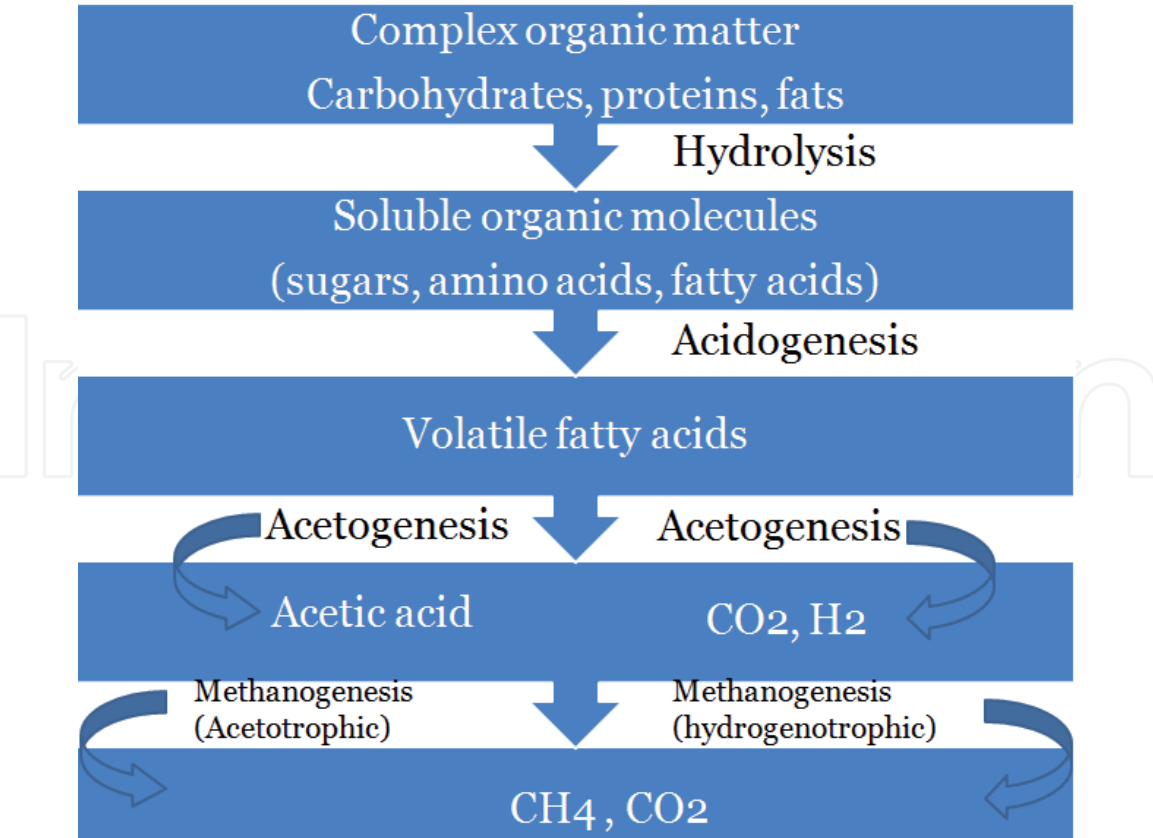 Complex organic matter
Carbohydrates, proteins, fats
Hydrolysis
Soluble organic molecules
(sugars, amino acids, fatty acids)
Acidogenesis
Volatile fatty acids
Acetogenesis
Acetogenesis
Acetic acid
CO2, H2
Methanogenesis
(Acetotrophic)
Methanogenesis
(hydrogenotrophic)
CH4 , CO2